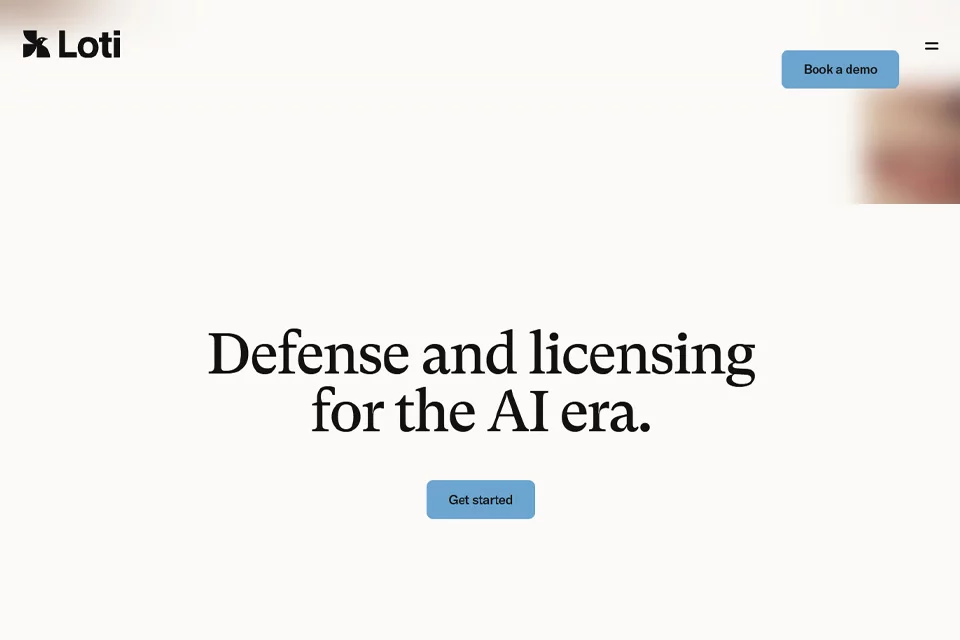 Loti
Book a demo
Defense and licensing
for the AI era.
Get started